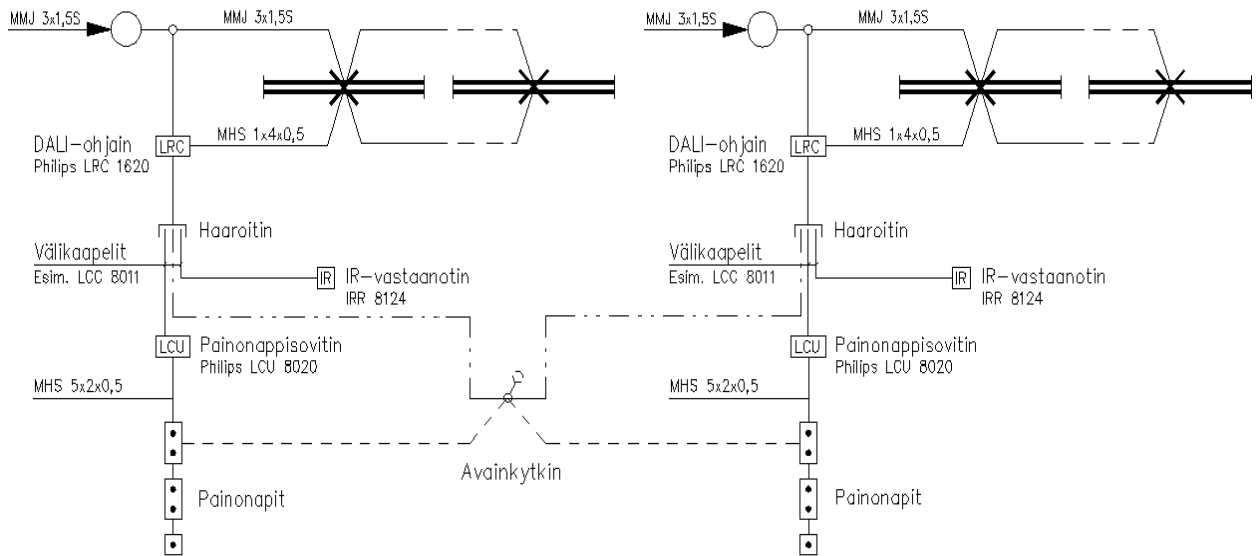 MMJ 3x1,5S
MMJ 3x1,5S
MHS 1x4x0,5
DALI-ohjain
Philips LRC 1620
LRC
Haaroitin
Välikaapelit
Esim. LCC 8011
IR
IR-vastaanotin
IRR 8124
LCU
Painonappisovitin
Philips LCU 8020
MHS 5x2x0,5
Painonapit
Avainkytkin
MMJ 3x1,5S
MMJ 3x1,5S
MHS 1x4x0,5
DALI-ohjain
Philips LRC 1620
LRC
Haaroitin
Välikaapelit
Esim. LCC 8011
IR
IR-vastaanotin
IRR 8124
LCU
Painonappisovitin
Philips LCU 8020
MHS 5x2x0,5
Painonapit